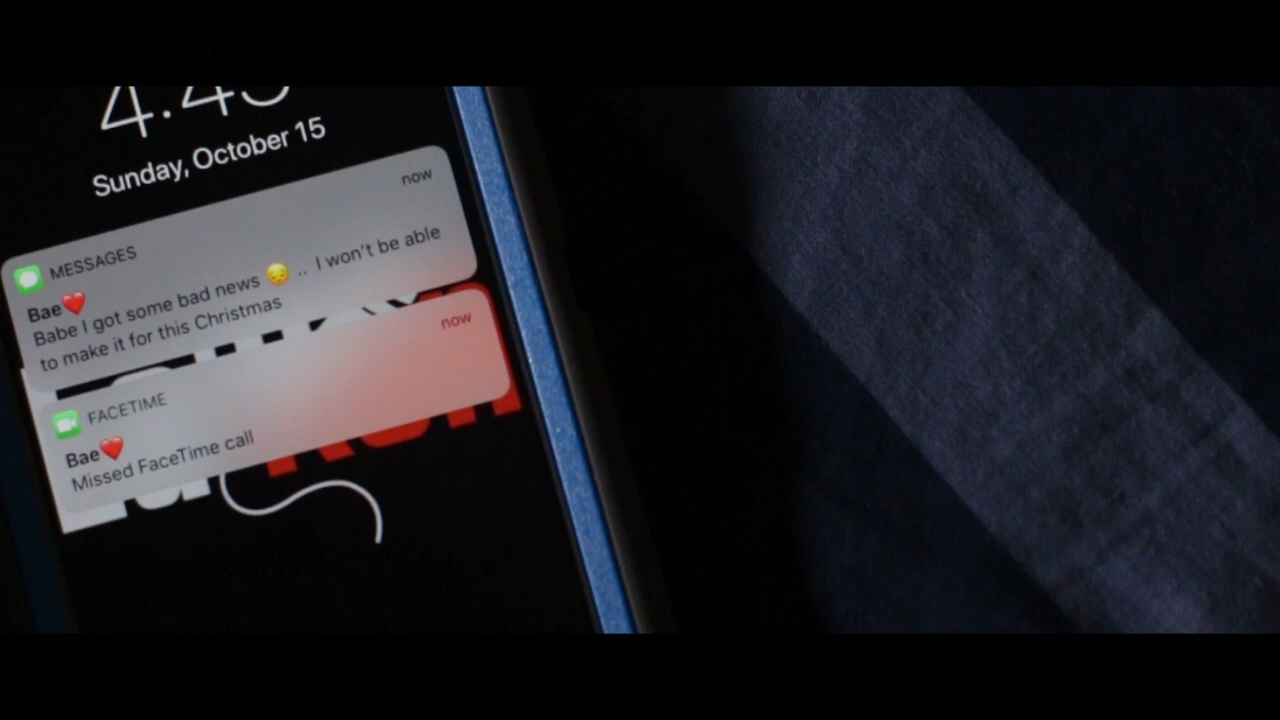 Sunday, October 15
MESSAGES
now
Bae❤️
Babe I got some bad news 😔 .. I won't be able
to make it for this Christmas
FACETIME
now
Bae❤️
Missed FaceTime call